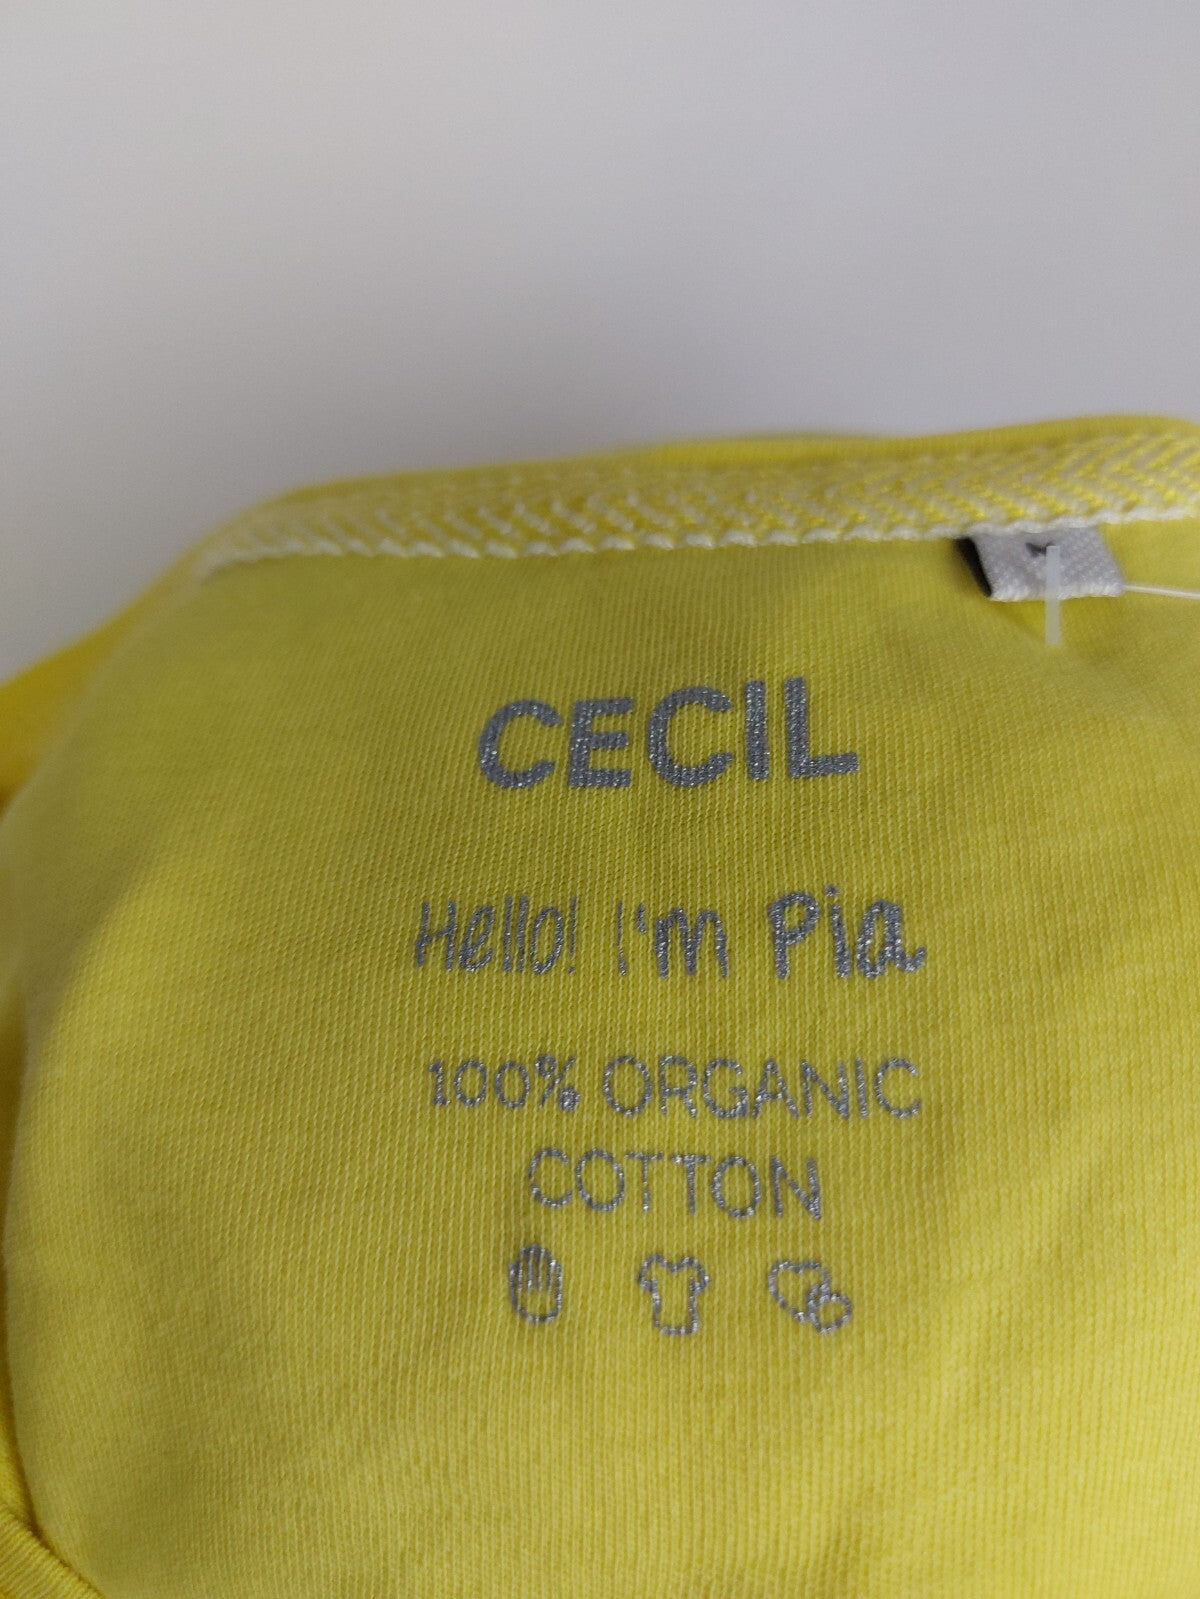 CECIL
Hello! I'm Pia
100% ORGANIC
COTTON